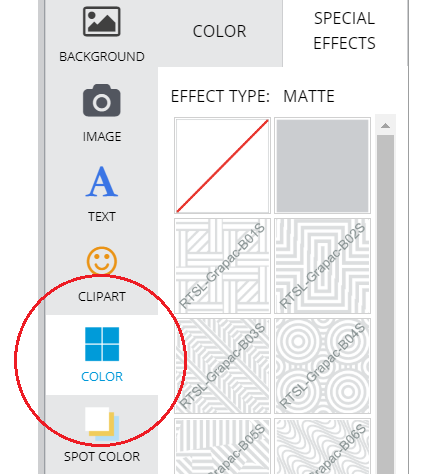 BACKGROUND
IMAGE
TEXT
CLIPART
COLOR
SPOT COLOR
COLOR
SPECIAL
EFFECTS
EFFECT TYPE: MATTE
RTSL-Grapac-B01S
RTSL-Grapac-B02S
RTSL-Grapac-B03S
RTSL-Grapac-B04S
RTSL-Grapac-B05S
RTSL-Grapac-B06S